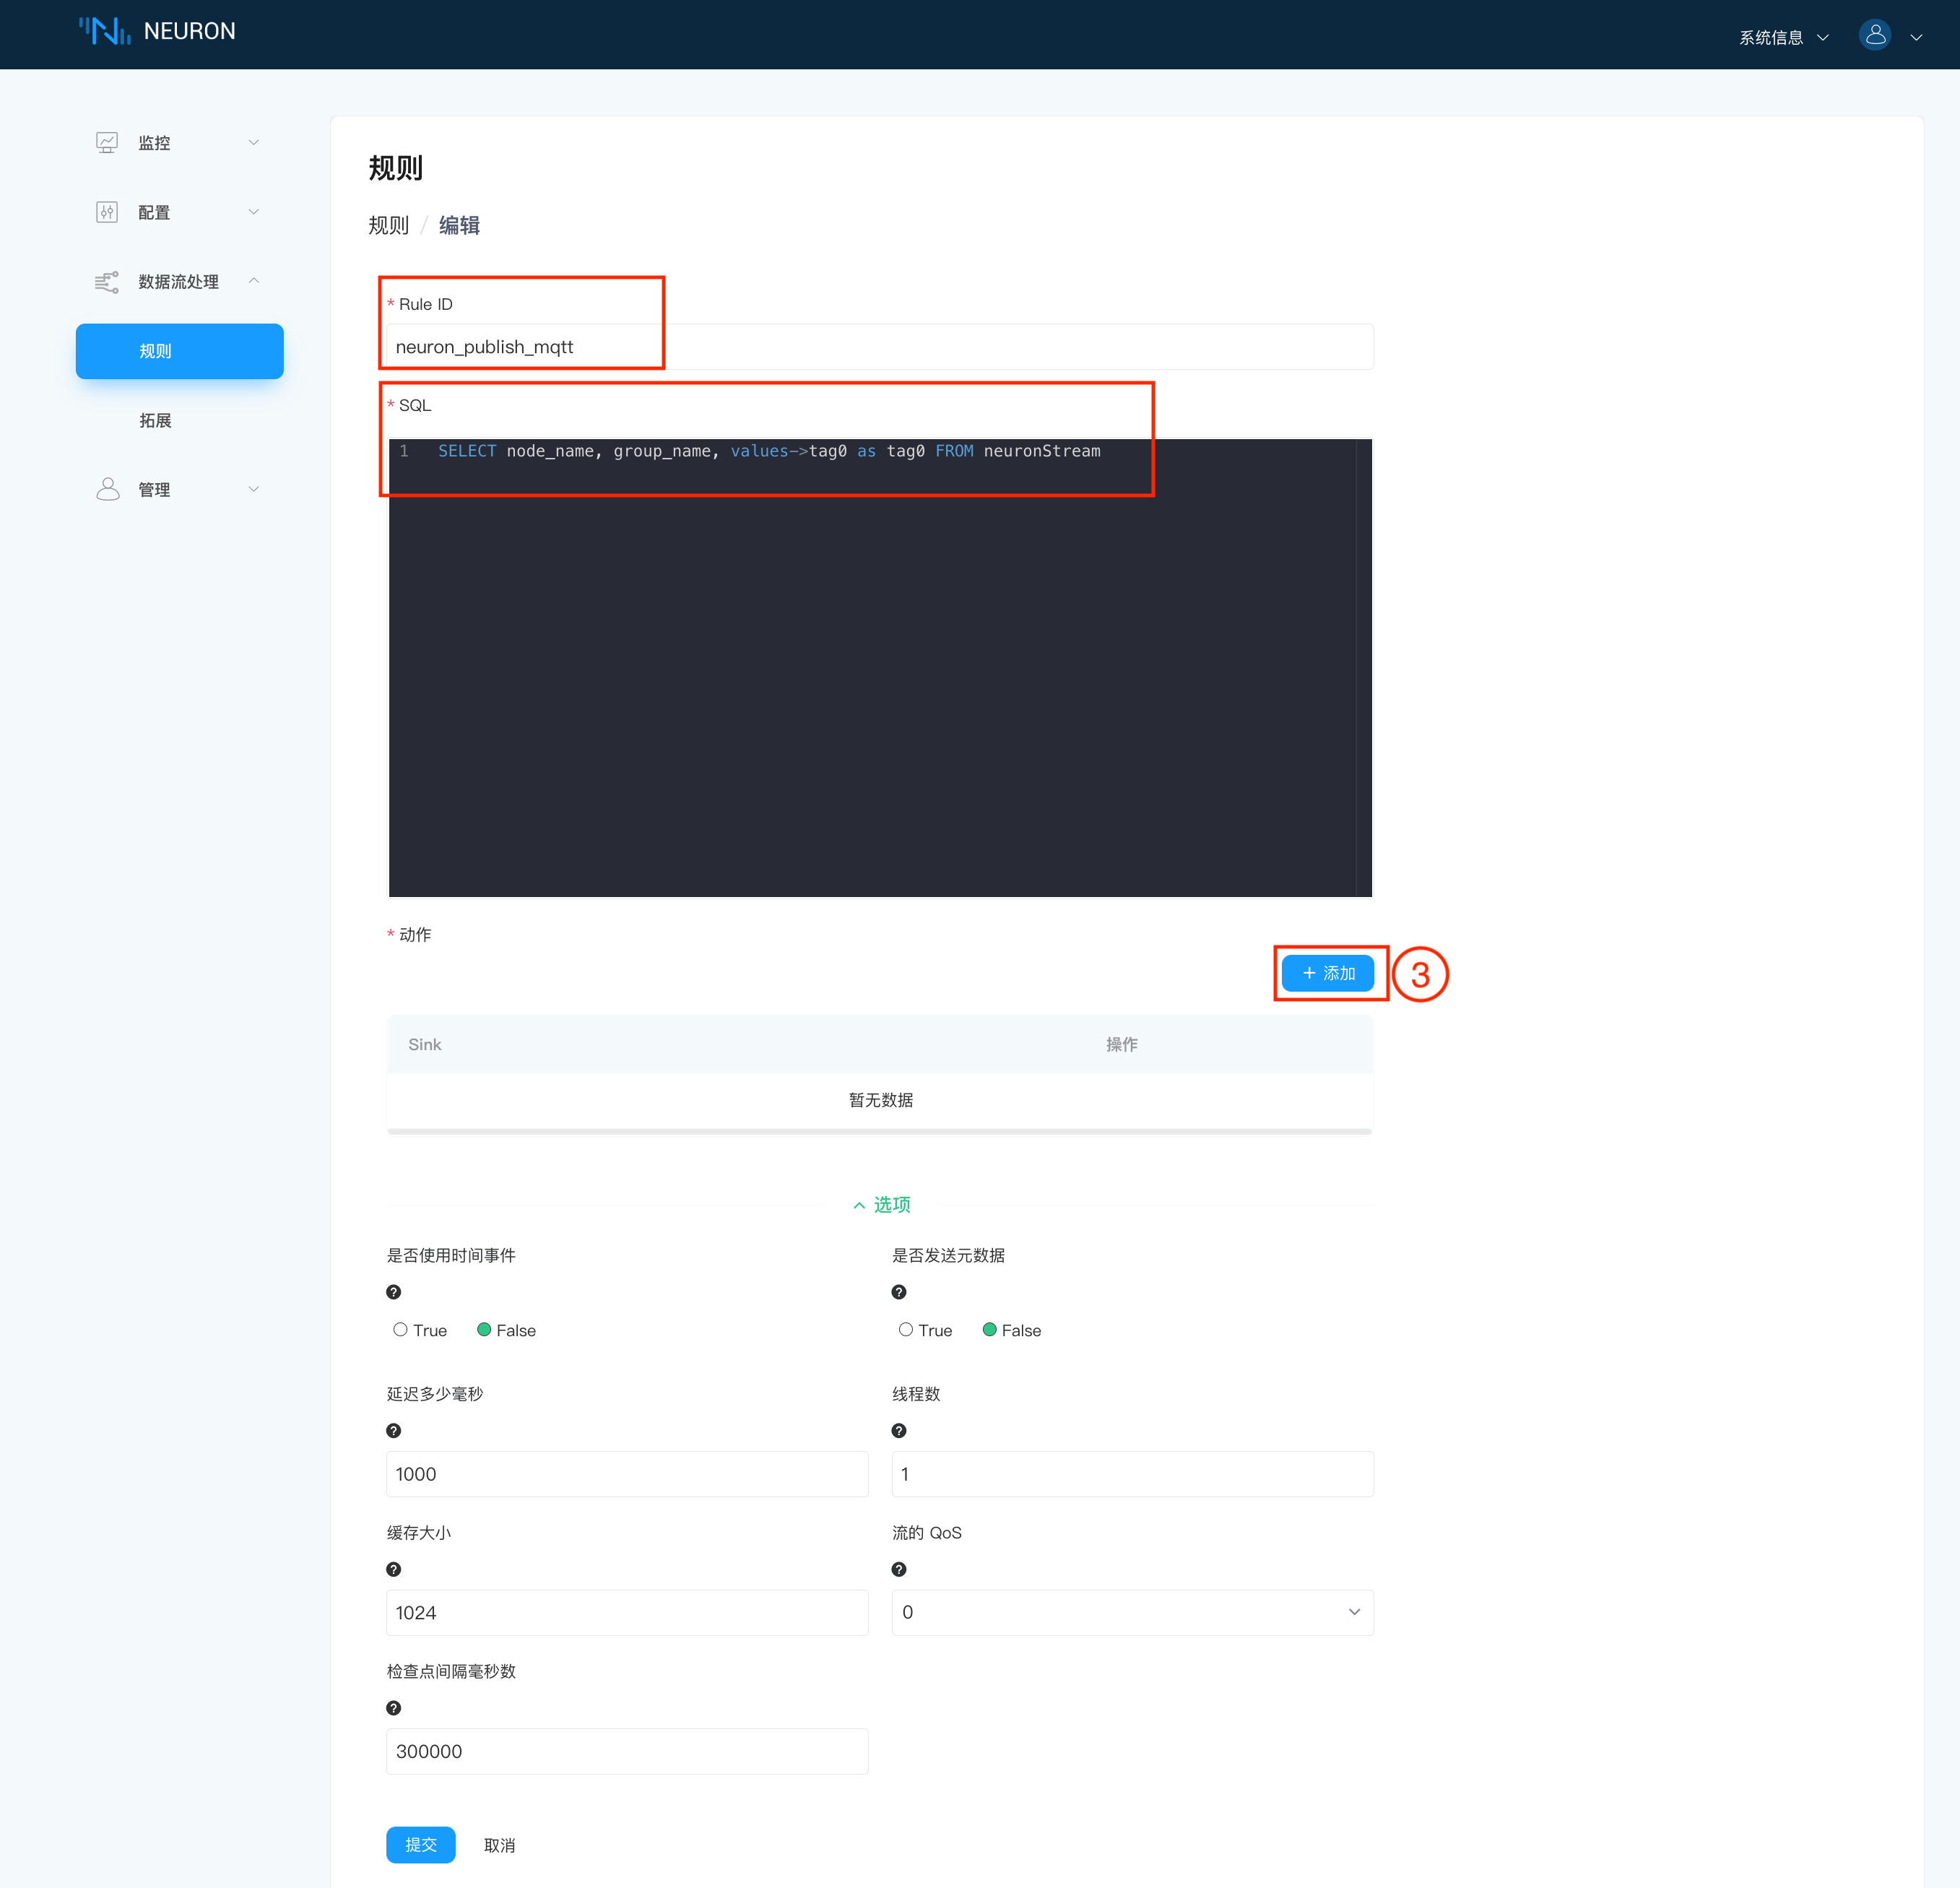 NEURON
系统信息
监控
配置
数据流处理
规则
拓展
管理
规则
规则 / 编辑
* Rule ID
neuron_publish_mqtt
* SQL
1 SELECT node_name, group_name, values->tag0 as tag0 FROM neuronStream
* 动作
+ 添加 3
Sink 操作
暂无数据
选项
是否使用时间事件 是否发送元数据
? ?
True False True False
延迟多少毫秒 线程数
? ?
1000 1
缓存大小 流的 QoS
? ?
1024 0
检查点间隔毫秒数
?
300000
提交 取消